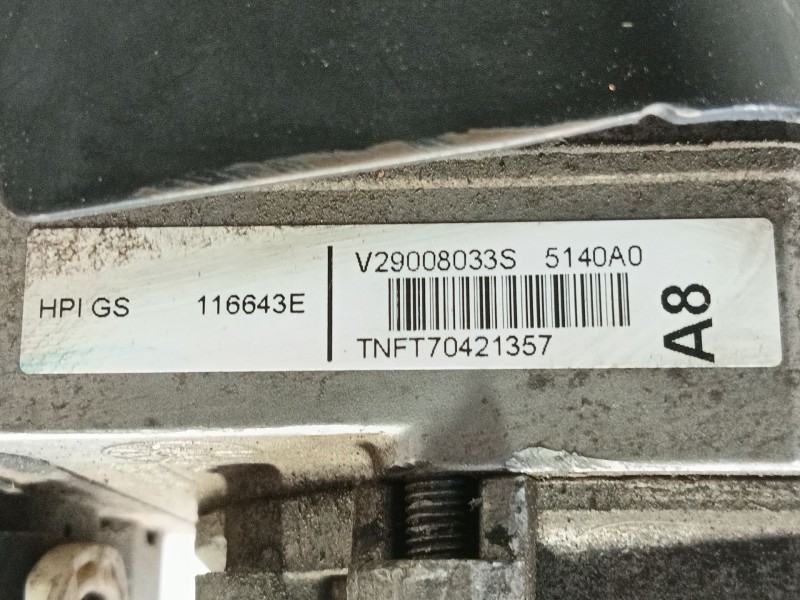 HPI GS 116643E
V29008033S 5140A0
TNFT70421357
A8